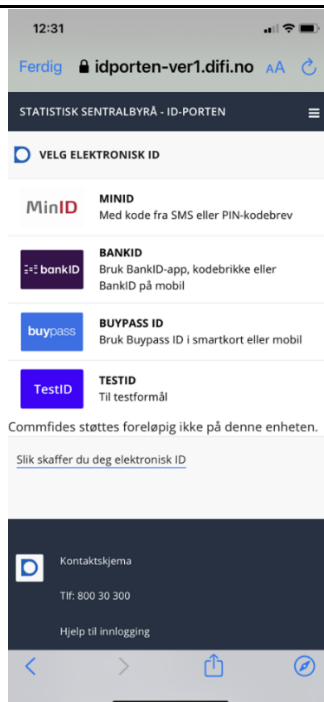 12:31
Ferdig idporten-ver1.difi.no AA
STATISTISK SENTRALBYRÅ - ID-PORTEN
VELG ELEKTRONISK ID
MinID
MINID
Med kode fra SMS eller PIN-kodebrev
bankID
BANKID
Bruk BankID-app, kodebrikke eller
BankID på mobil
buypass
BUYPASS ID
Bruk Buypass ID i smartkort eller mobil
TestID
TESTID
Til testformål
Commfides støttes foreløpig ikke på denne enheten.
Slik skaffer du deg elektronisk ID
Kontaktskjema
Tlf: 800 30 300
Hjelp til innlogging